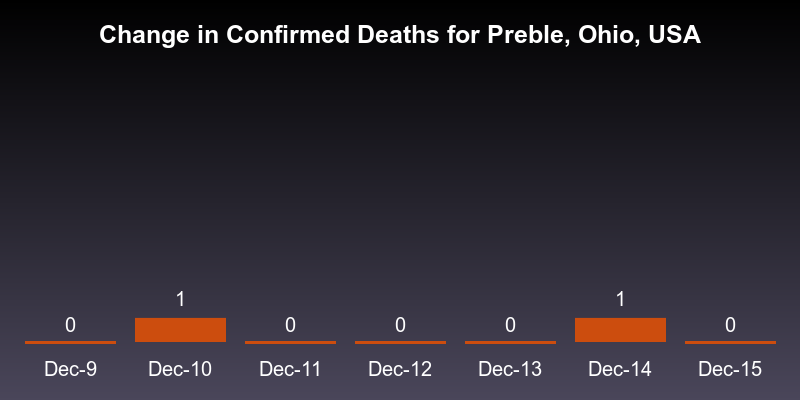 Change in Confirmed Deaths for Preble, Ohio, USA
1 1
0 0 0 0 0
Dec-9 Dec-10 Dec-11 Dec-12 Dec-13 Dec-14 Dec-15